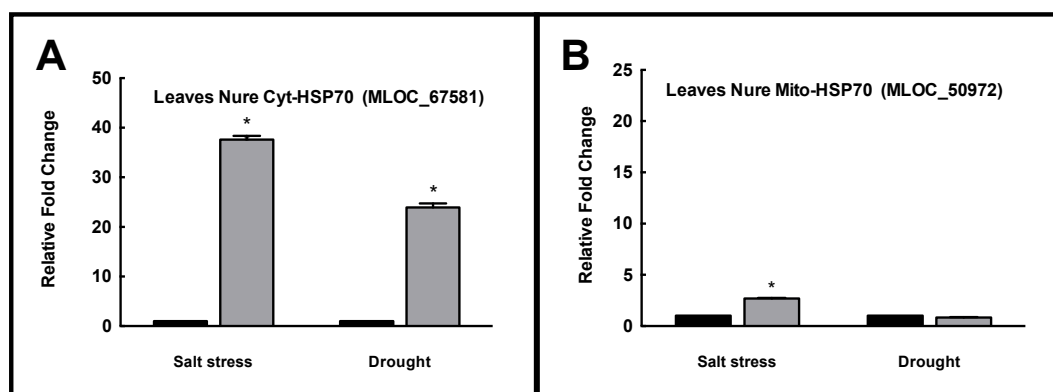 A
Leaves Nure Cyt-HSP70 (MLOC_67581)
Relative Fold Change
50
40
30
20
10
0
*
*
Salt stress
Drought
B
Leaves Nure Mito-HSP70 (MLOC_50972)
Relative Fold Change
25
20
15
10
5
0
*
Salt stress
Drought